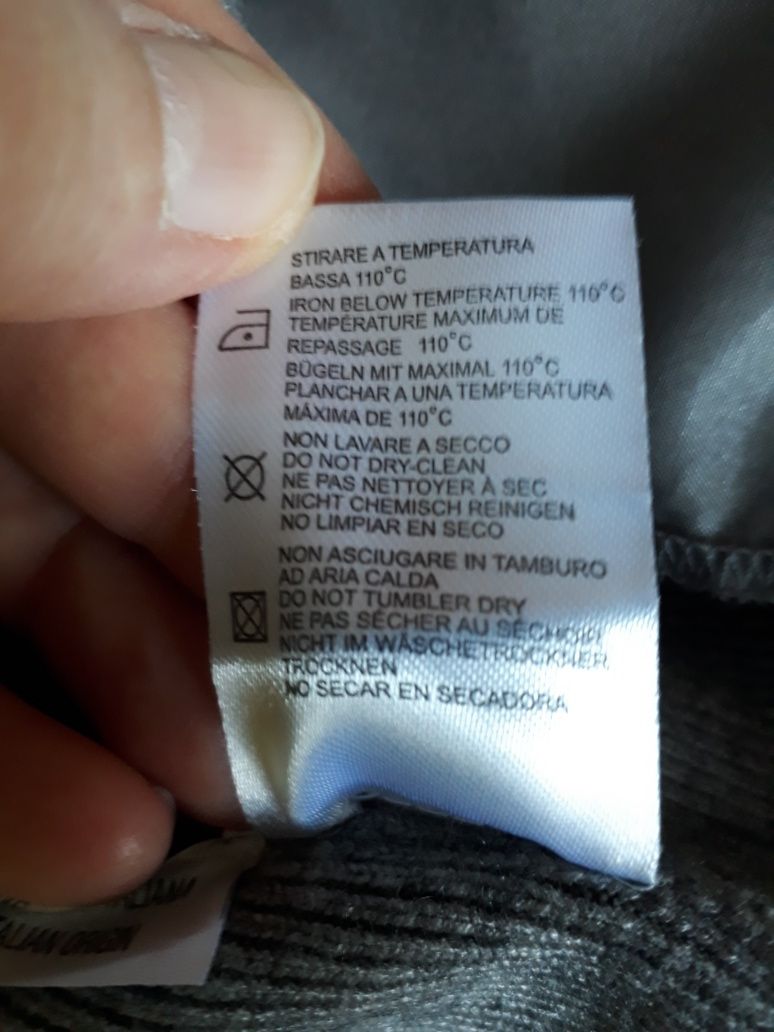 STIRARE A TEMPERATURA
BASSA 110°C
IRON BELOW TEMPERATURE 110°C
TEMPÉRATURE MAXIMUM DE
REPASSAGE 110°C
BÜGELN MIT MAXIMAL 110°C
PLANCHAR A UNA TEMPERATURA
MÁXIMA DE 110°C
NON LAVARE A SECCO
DO NOT DRY-CLEAN
NE PAS NETTOYER À SEC
NICHT CHEMISCH REINIGEN
NO LIMPIAR EN SECO
NON ASCIUGARE IN TAMBURO
AD ARIA CALDA
DO NOT TUMBLER DRY
NE PAS SÉCHER AU SÉCHOIR
NICHT IM WÄSCHETROCKNER
TROCKNEN
NO SECAR EN SECADORA
ORIGIN